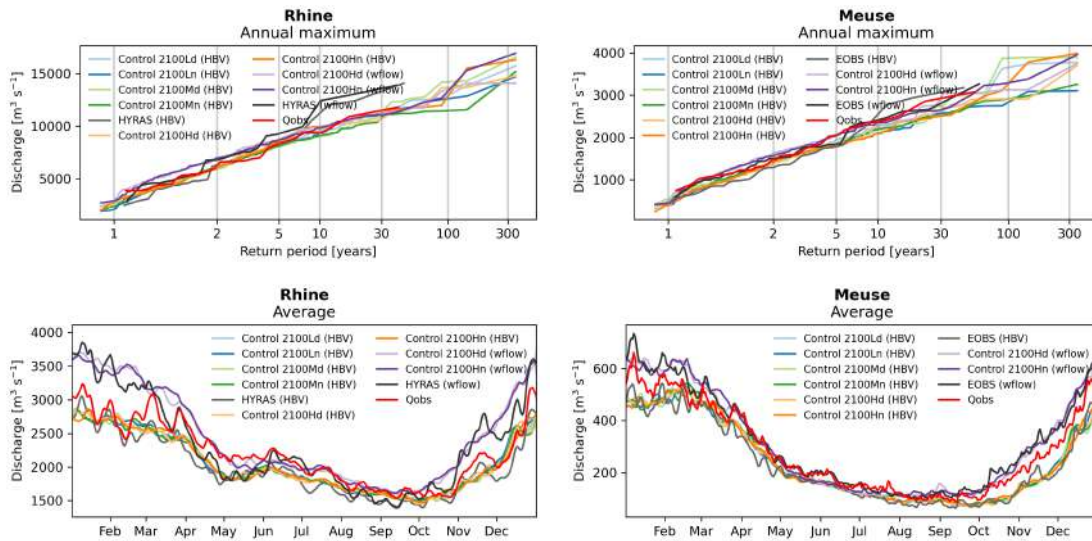 Rhine
Annual maximum
Discharge [m³ s⁻¹]
15000
10000
5000
Control 2100Ld (HBV)
Control 2100Ln (HBV)
Control 2100Md (HBV)
Control 2100Mn (HBV)
HYRAS (HBV)
Control 2100Hd (HBV)
Control 2100Hn (HBV)
Control 2100Hd (wflow)
Control 2100Hn (wflow)
HYRAS (wflow)
Qobs
1 2 5 10 30 100 300
Return period [years]
Meuse
Annual maximum
Discharge [m³ s⁻¹]
4000
3000
2000
1000
Control 2100Ld (HBV)
Control 2100Ln (HBV)
Control 2100Md (HBV)
Control 2100Mn (HBV)
Control 2100Hd (HBV)
Control 2100Hn (HBV)
EOBS (HBV)
Control 2100Hd (wflow)
Control 2100Hn (wflow)
EOBS (wflow)
Qobs
1 2 5 10 30 100 300
Return period [years]
Rhine
Average
Discharge [m³ s⁻¹]
4000
3500
3000
2500
2000
1500
Control 2100Ld (HBV)
Control 2100Ln (HBV)
Control 2100Md (HBV)
Control 2100Mn (HBV)
HYRAS (HBV)
Control 2100Hd (HBV)
Control 2100Hn (HBV)
Control 2100Hd (wflow)
Control 2100Hn (wflow)
HYRAS (wflow)
Qobs
Feb Mar Apr May Jun Jul Aug Sep Oct Nov Dec
Meuse
Average
Discharge [m³ s⁻¹]
600
400
200
Control 2100Ld (HBV)
Control 2100Ln (HBV)
Control 2100Md (HBV)
Control 2100Mn (HBV)
Control 2100Hd (HBV)
Control 2100Hn (HBV)
EOBS (HBV)
Control 2100Hd (wflow)
Control 2100Hn (wflow)
EOBS (wflow)
Qobs
Feb Mar Apr May Jun Jul Aug Sep Oct Nov Dec